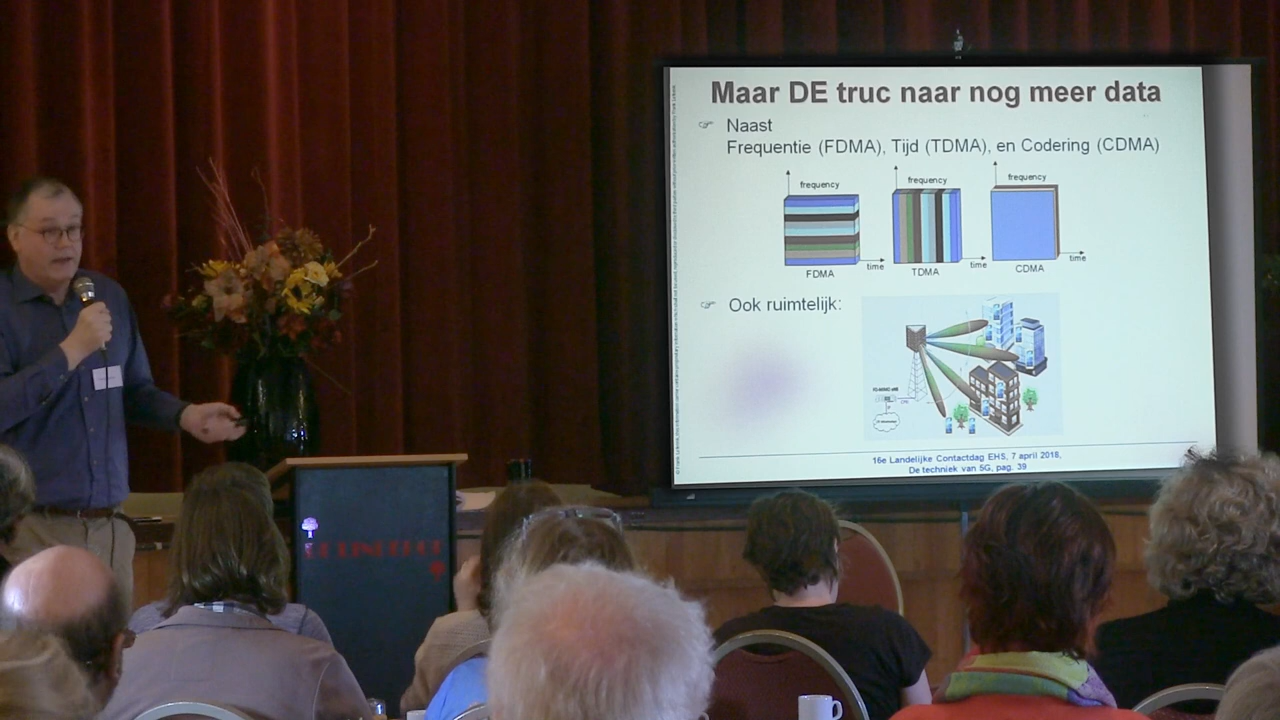 Maar DE truc naar nog meer data
Naast
Frequentie (FDMA), Tijd (TDMA), en Codering (CDMA)
frequency
frequency
frequency
time
time
time
FDMA
TDMA
CDMA
Ook ruimtelijk:
16e Landelijke Contactdag EHS, 7 april 2018,
De techniek van 5G, pag. 39